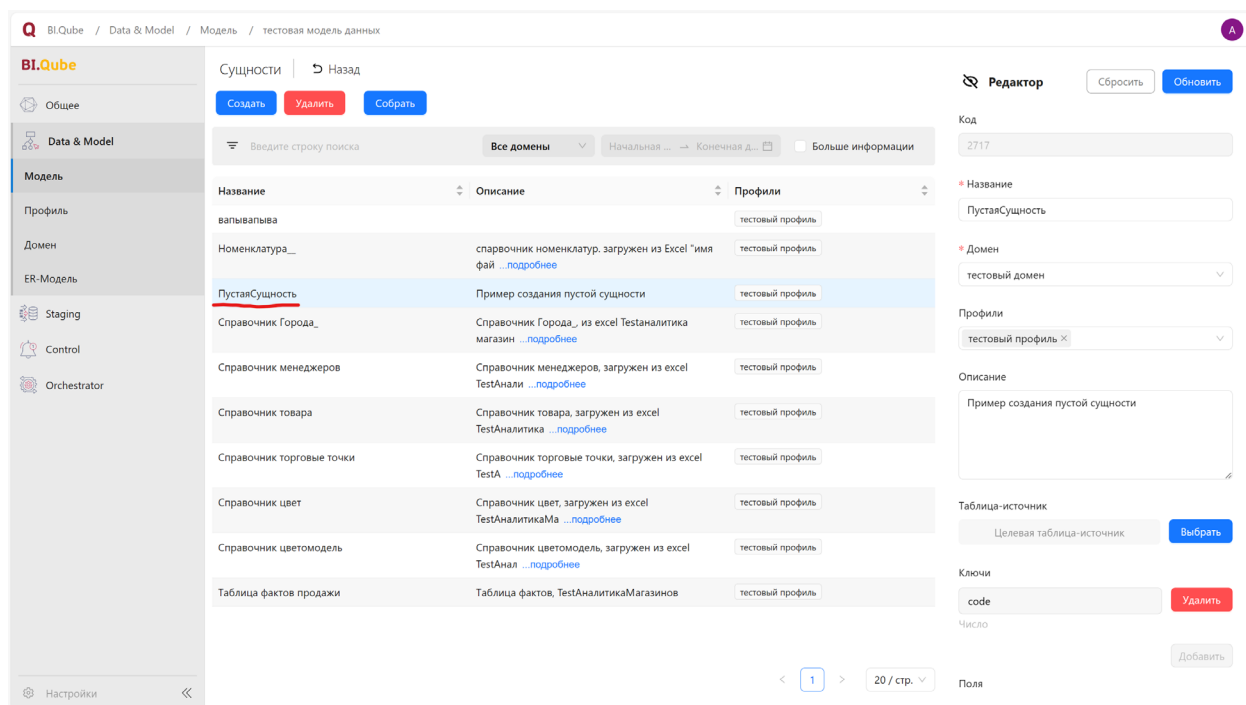 Q BI.Qube / Data & Model / Модель / тестовая модель данных
A
BI.Qube
Общее
Data & Model
Модель
Профиль
Домен
ER-Модель
Staging
Control
Orchestrator
Настройки
Сущности
Назад
Создать
Удалить
Собрать
Введите строку поиска
Все домены
Начальная ... → Конечная д...
Больше информации
Название Описание Профили
вапывапыва тестовый профиль
Номенклатура__ спарвочник номенклатур. загружен из Excel "имя тестовый профиль
фай ...подробнее
ПустаяСущность Пример создания пустой сущности тестовый профиль
Справочник Города_ Справочник Города_, из excel Testаналитика тестовый профиль
магазин ...подробнее
Справочник менеджеров Справочник менеджеров, загружен из excel тестовый профиль
TestАнали ...подробнее
Справочник товара Справочник товара, загружен из excel тестовый профиль
TestАналитика ...подробнее
Справочник торговые точки Справочник торговые точки, загружен из excel тестовый профиль
TestА ...подробнее
Справочник цвет Справочник цвет, загружен из excel тестовый профиль
TestАналитикаМа ...подробнее
Справочник цветомодель Справочник цветомодель, загружен из excel тестовый профиль
TestАнал ...подробнее
Таблица фактов продажи Таблица фактов, TestАналитикаМагазинов тестовый профиль
< 1 > 20 / стр.
Редактор
Сбросить
Обновить
Код
2717
* Название
ПустаяСущность
* Домен
тестовый домен
Профили
тестовый профиль ×
Описание
Пример создания пустой сущности
Таблица-источник
Целевая таблица-источник
Выбрать
Ключи
code
Удалить
Число
Добавить
Поля